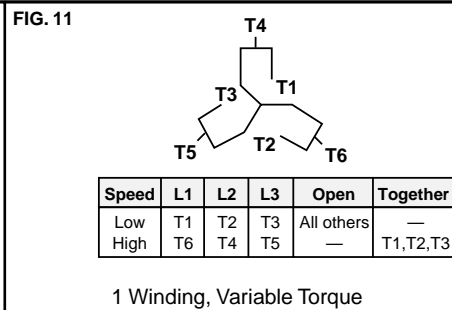 FIG. 11
T4
T1
T3
T2
T5
T6
Speed L1 L2 L3 Open Together
Low T1 T2 T3 All others —
High T6 T4 T5 — T1,T2,T3
1 Winding, Variable Torque